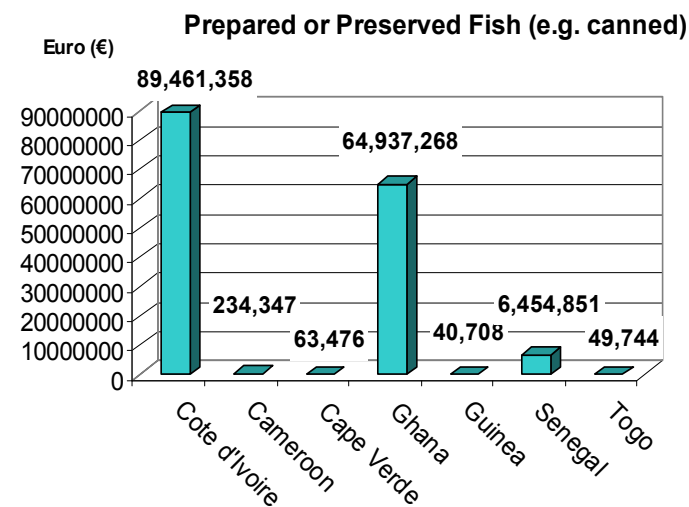 Prepared or Preserved Fish (e.g. canned)
Euro (€)
89,461,358
64,937,268
234,347
63,476
40,708
6,454,851
49,744
90000000
80000000
70000000
60000000
50000000
40000000
30000000
20000000
10000000
0
Cote d'Ivoire
Cameroon
Cape Verde
Ghana
Guinea
Senegal
Togo